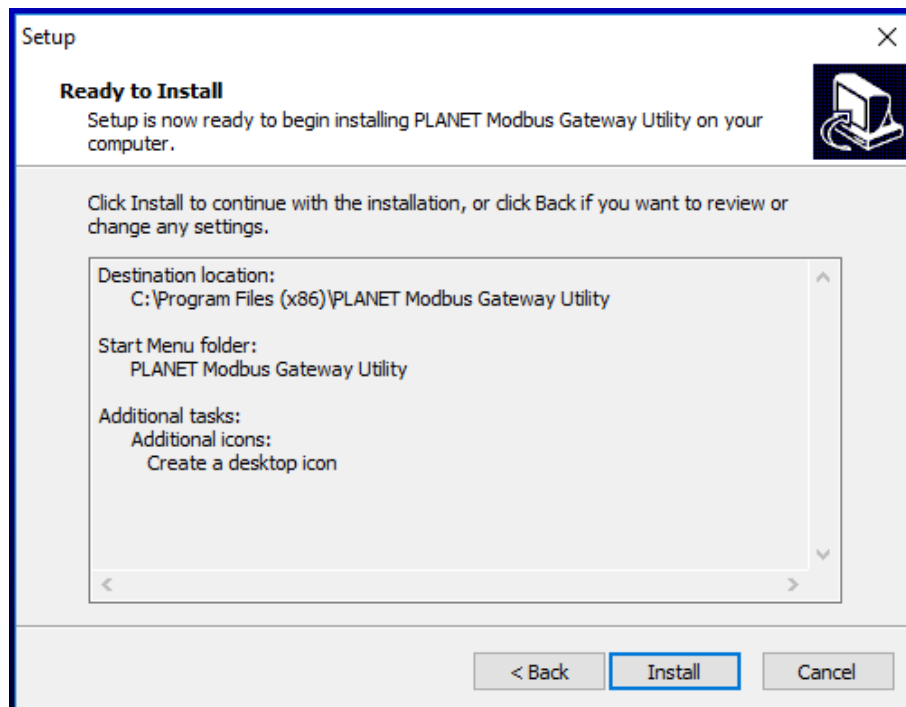 Setup
Ready to Install
Setup is now ready to begin installing PLANET Modbus Gateway Utility on your
computer.
Click Install to continue with the installation, or click Back if you want to review or
change any settings.
Destination location:
C:\Program Files (x86)\PLANET Modbus Gateway Utility
Start Menu folder:
PLANET Modbus Gateway Utility
Additional tasks:
Additional icons:
Create a desktop icon
< Back
Install
Cancel